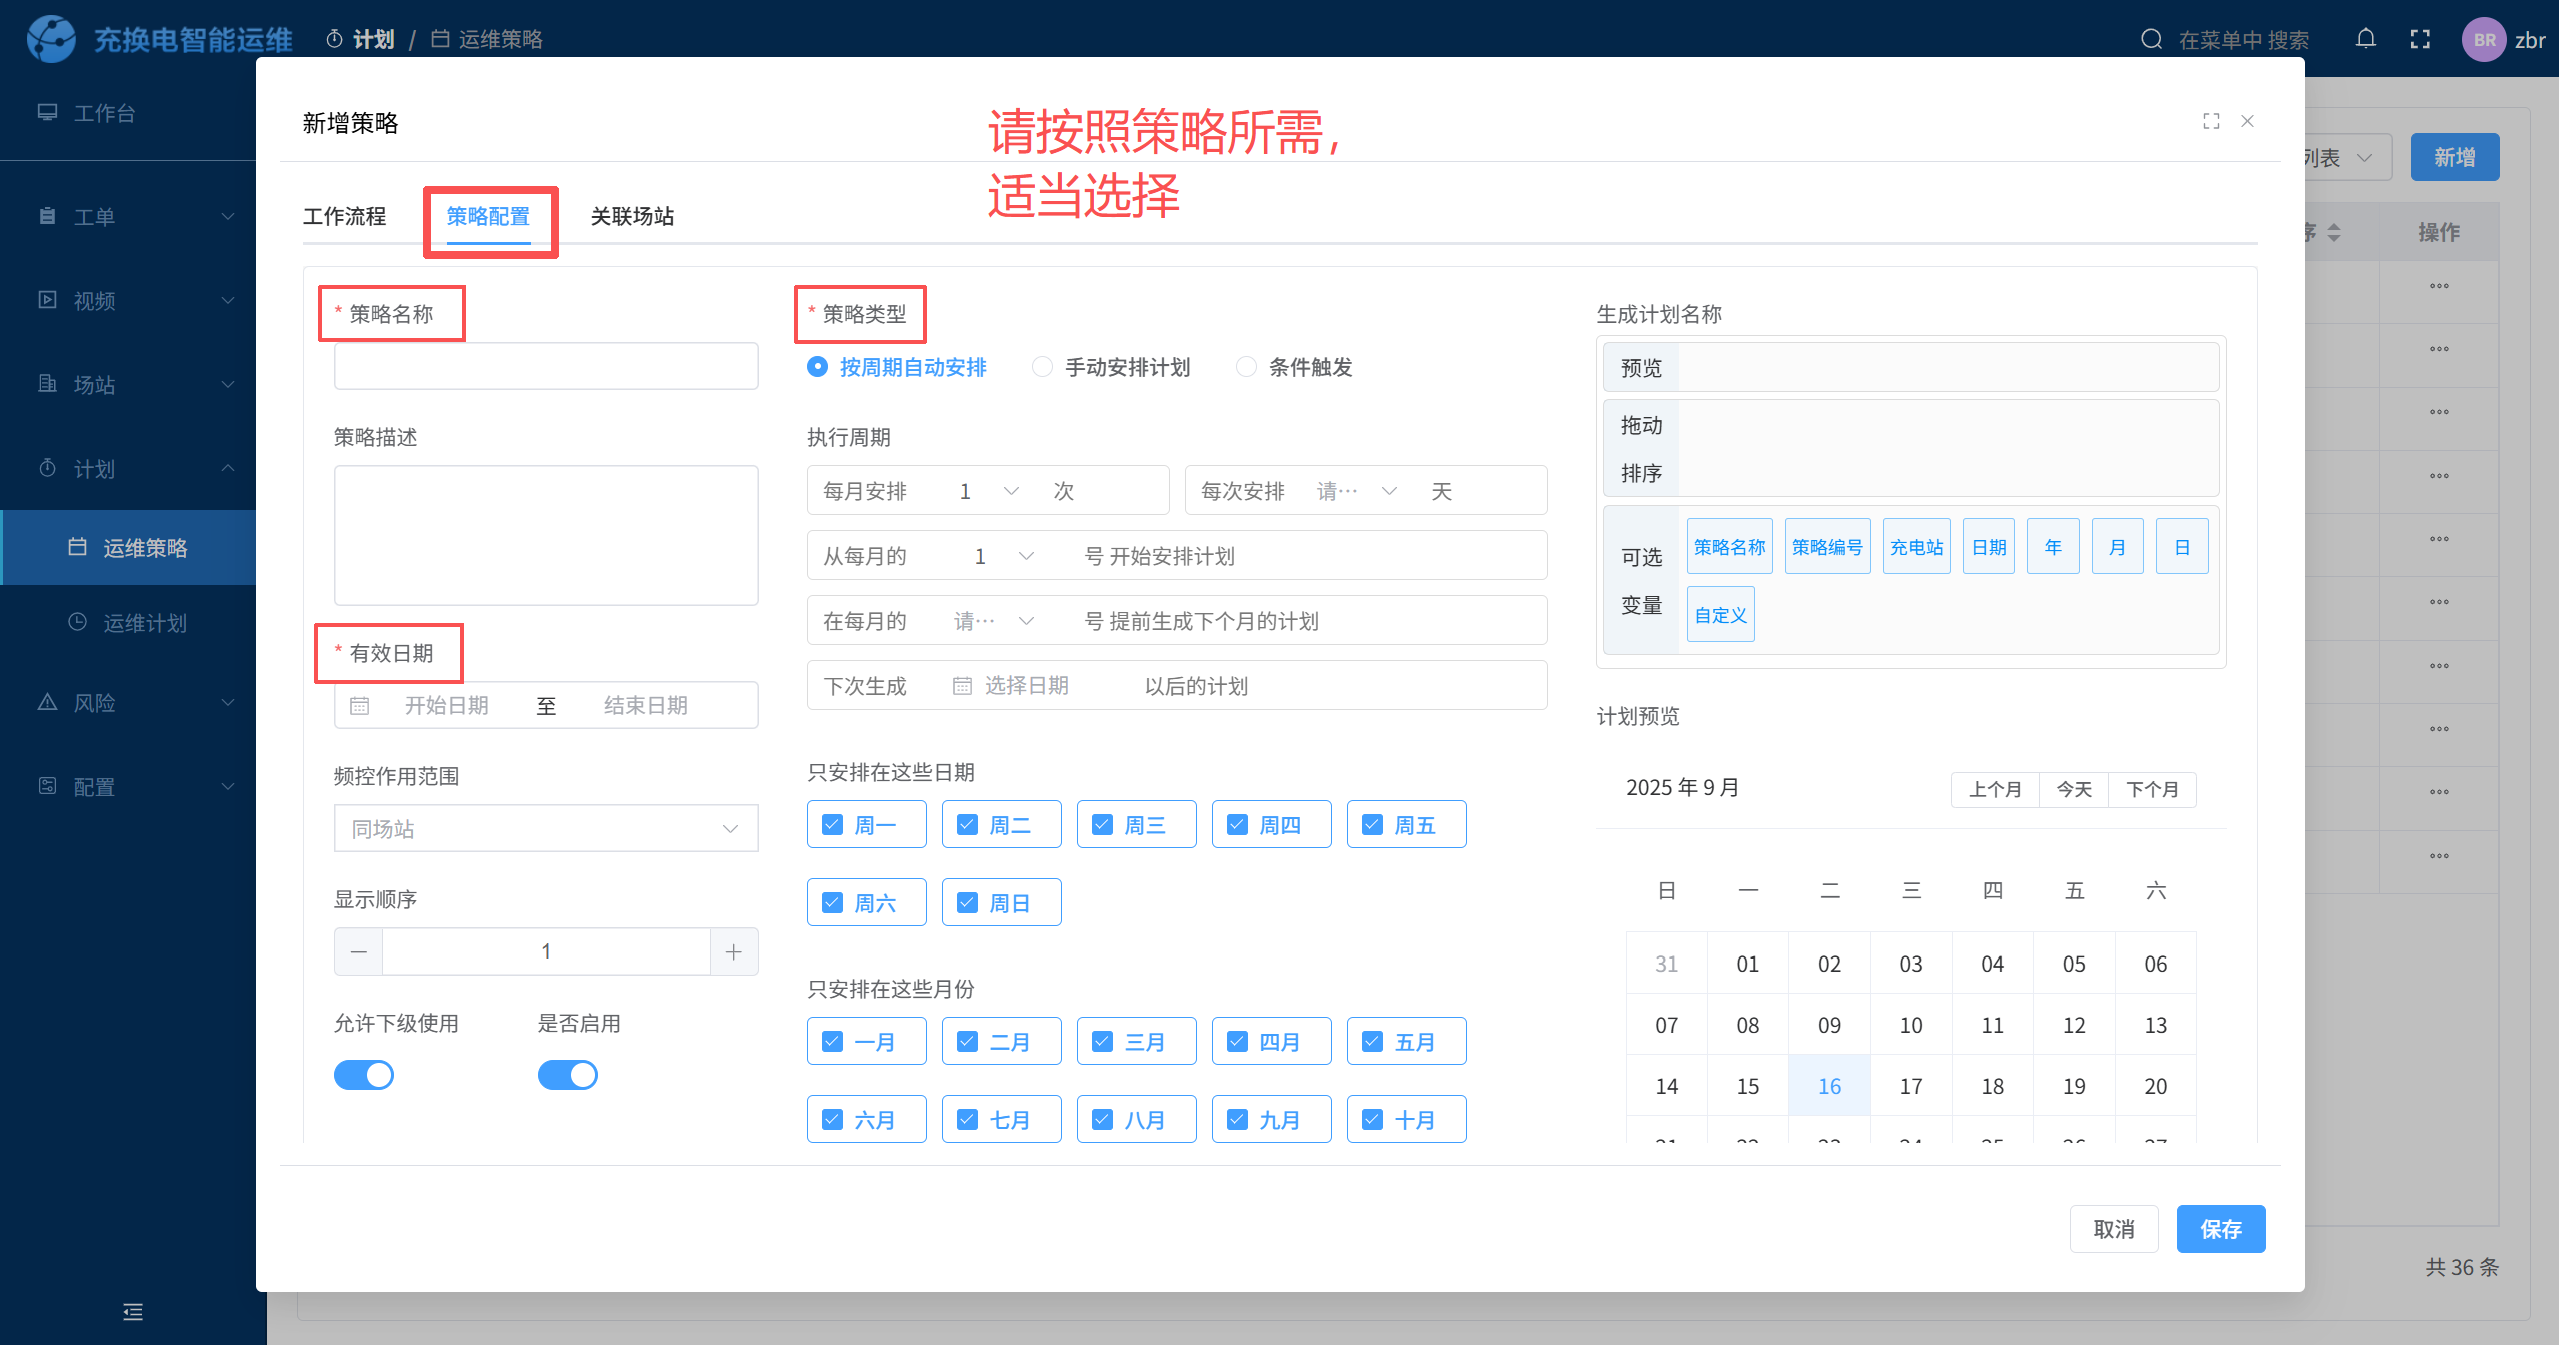 充换电智能运维
计划 / 运维策略
在菜单中 搜索
BR zbr
工作台
工单
视频
场站
计划
运维策略
运维计划
风险
配置
新增策略
请按照策略所需，
适当选择
列表
新增
序
操作
工作流程
策略配置
关联场站
* 策略名称
策略描述
* 有效日期
开始日期 至 结束日期
频控作用范围
同场站
显示顺序
1
允许下级使用 是否启用
* 策略类型
按周期自动安排 手动安排计划 条件触发
执行周期
每月安排 1 次 每次安排 请… 天
从每月的 1 号 开始安排计划
在每月的 请… 号 提前生成下个月的计划
下次生成 选择日期 以后的计划
只安排在这些日期
周一 周二 周三 周四 周五
周六 周日
只安排在这些月份
一月 二月 三月 四月 五月
六月 七月 八月 九月 十月
生成计划名称
预览
拖动
排序
可选
变量
策略名称 策略编号 充电站 日期 年 月 日
自定义
计划预览
2025 年 9 月 上个月 今天 下个月
日 一 二 三 四 五 六
31 01 02 03 04 05 06
07 08 09 10 11 12 13
14 15 16 17 18 19 20
取消 保存
共 36 条